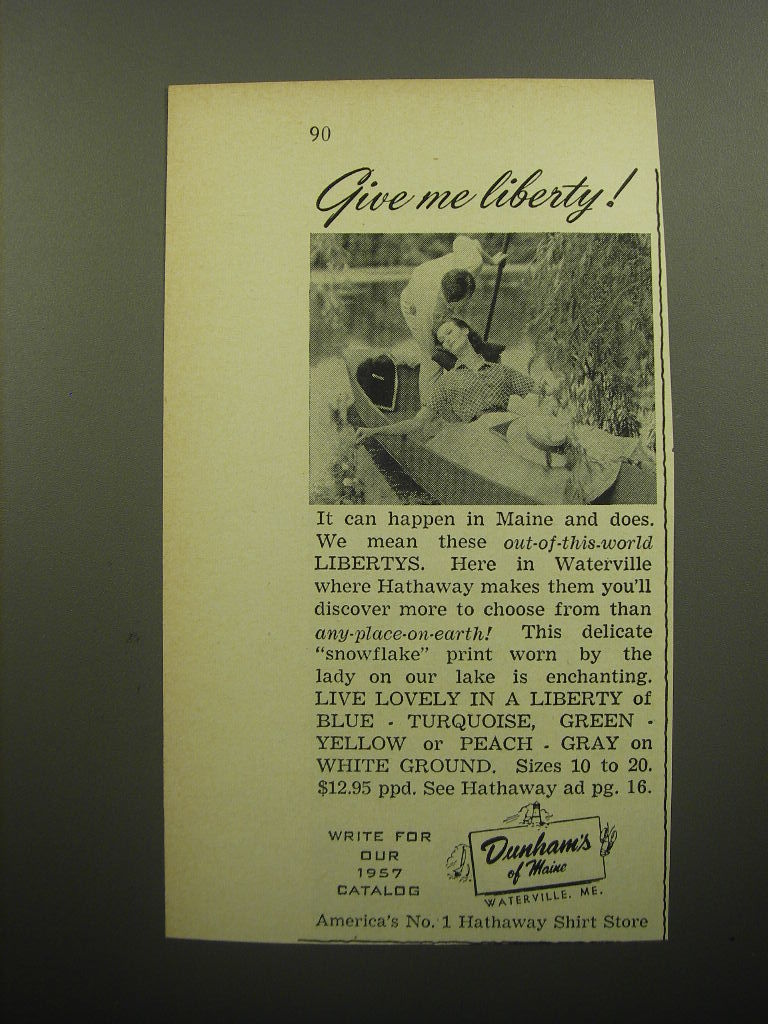 90
Give me liberty!
It can happen in Maine and does.
We mean these out-of-this-world
LIBERTYS. Here in Waterville
where Hathaway makes them you'll
discover more to choose from than
any-place-on-earth! This delicate
"snowflake" print worn by the
lady on our lake is enchanting.
LIVE LOVELY IN A LIBERTY of
BLUE - TURQUOISE, GREEN -
YELLOW or PEACH - GRAY on
WHITE GROUND. Sizes 10 to 20.
$12.95 ppd. See Hathaway ad pg. 16.
WRITE FOR
OUR
1957
CATALOG
Dunham's
of Maine
WATERVILLE, ME.
America's No. 1 Hathaway Shirt Store